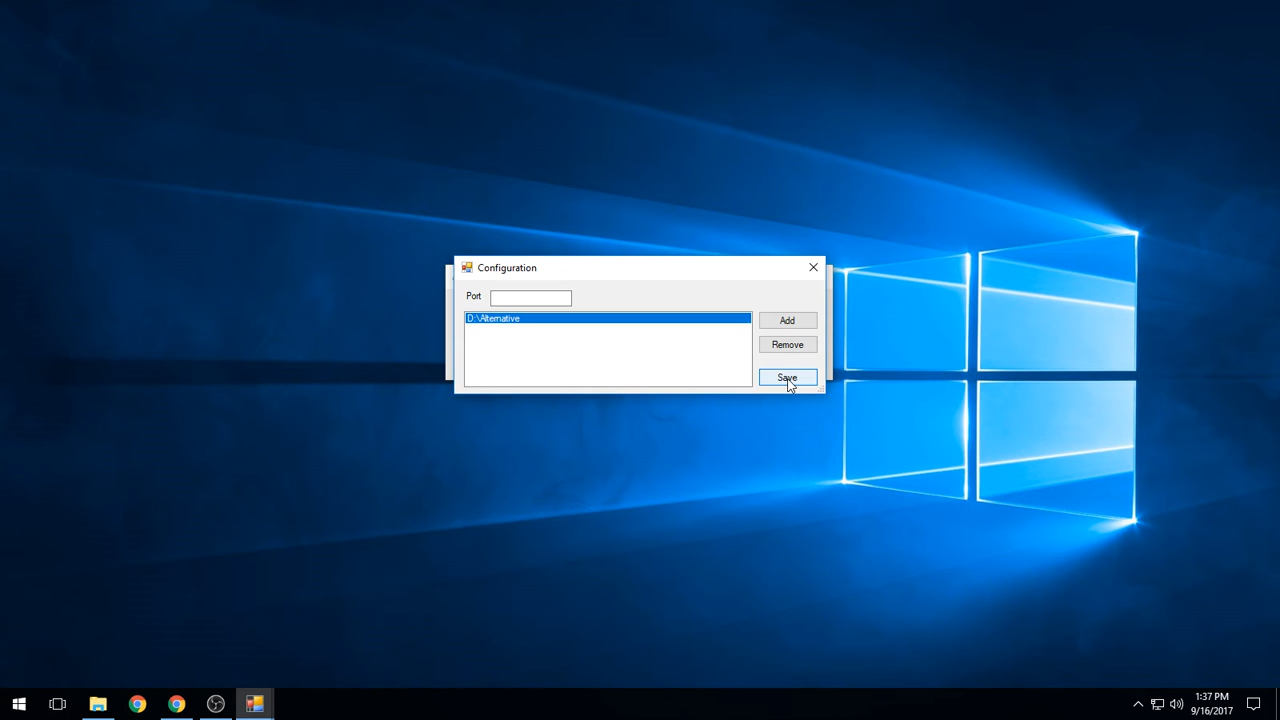 Configuration
Port
D:\Alternative
Add
Remove
Save
1:37 PM
9/16/2017